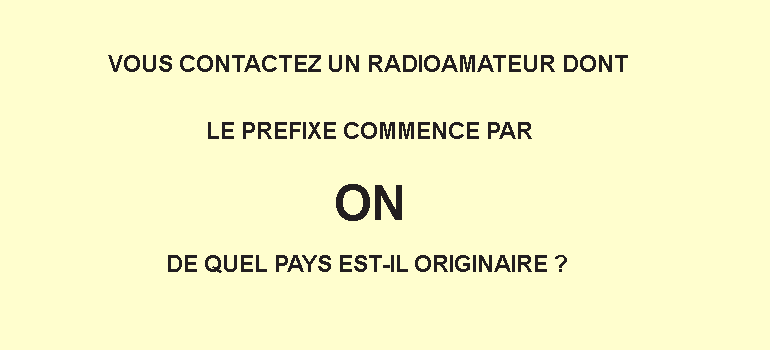 VOUS CONTACTEZ UN RADIOAMATEUR DONT
LE PREFIXE COMMENCE PAR
ON
DE QUEL PAYS EST-IL ORIGINAIRE ?